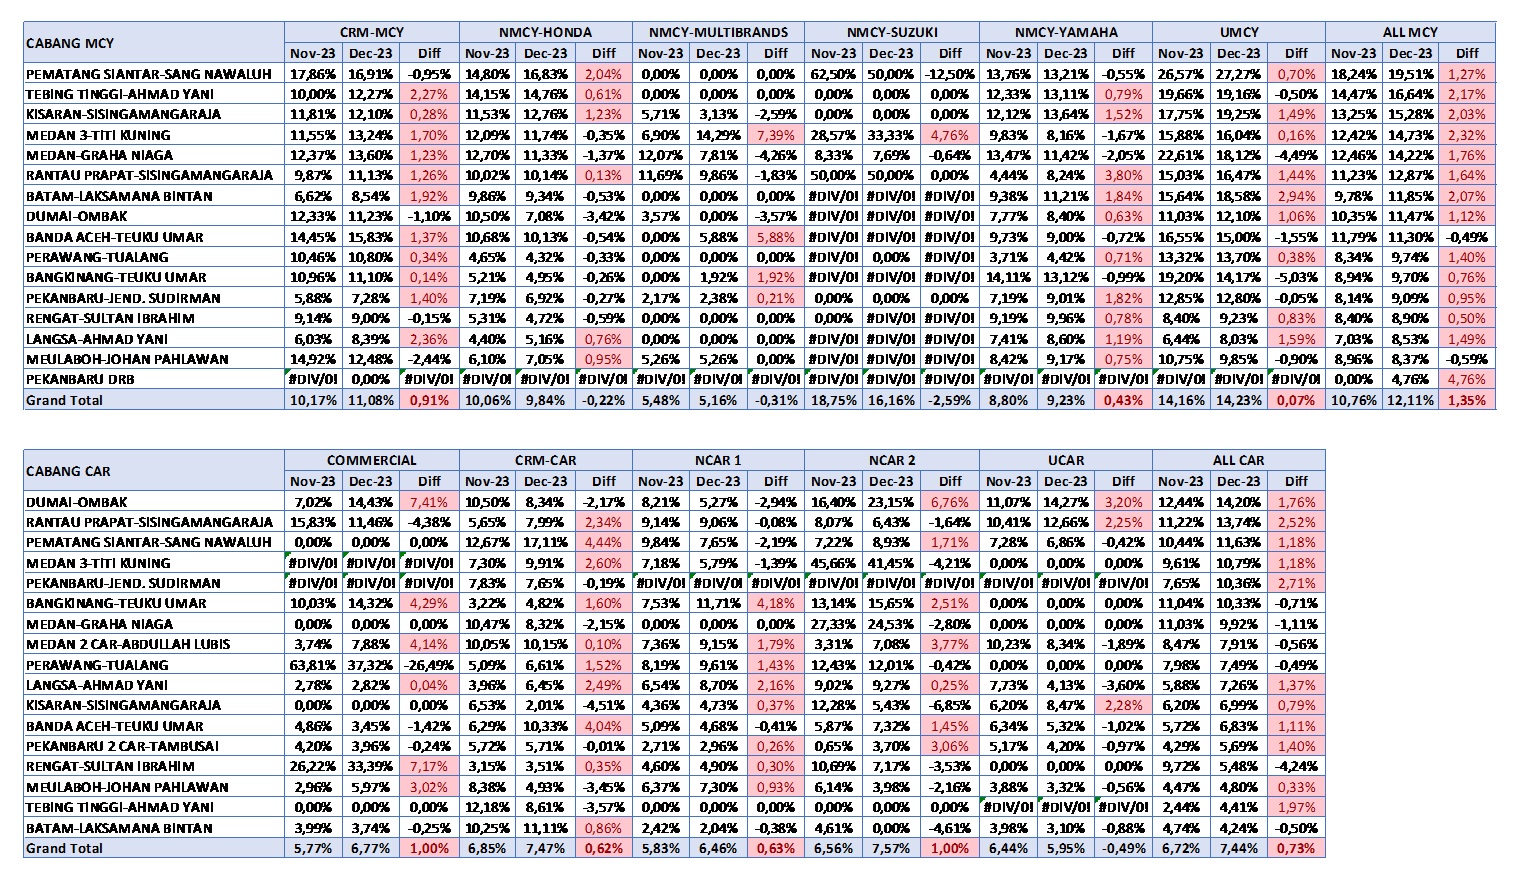 CABANG MCY CRM-MCY NMCY-HONDA NMCY-MULTIBRANDS NMCY-SUZUKI NMCY-YAMAHA UMCY ALL MCY
Nov-23 Dec-23 Diff Nov-23 Dec-23 Diff Nov-23 Dec-23 Diff Nov-23 Dec-23 Diff Nov-23 Dec-23 Diff Nov-23 Dec-23 Diff Nov-23 Dec-23 Diff
PEMATANG SIANTAR-SANG NAWALUH 17,86% 16,91% -0,95% 14,80% 16,83% 2,04% 0,00% 0,00% 0,00% 62,50% 50,00% -12,50% 13,76% 13,21% -0,55% 26,57% 27,27% 0,70% 18,24% 19,51% 1,27%
TEBING TINGGI-AHMAD YANI 10,00% 12,27% 2,27% 14,15% 14,76% 0,61% 0,00% 0,00% 0,00% 0,00% 0,00% 0,00% 12,33% 13,11% 0,79% 19,66% 19,16% -0,50% 14,47% 16,64% 2,17%
KISARAN-SISINGAMANGARAJA 11,81% 12,10% 0,28% 11,53% 12,76% 1,23% 5,71% 3,13% -2,59% 0,00% 0,00% 0,00% 12,12% 13,64% 1,52% 17,75% 19,25% 1,49% 13,25% 15,28% 2,03%
MEDAN 3-TITI KUNING 11,55% 13,24% 1,70% 12,09% 11,74% -0,35% 6,90% 14,29% 7,39% 28,57% 33,33% 4,76% 9,83% 8,16% -1,67% 15,88% 16,04% 0,16% 12,42% 14,73% 2,32%
MEDAN-GRAHA NIAGA 12,37% 13,60% 1,23% 12,70% 11,33% -1,37% 12,07% 7,81% -4,26% 8,33% 7,69% -0,64% 13,47% 11,42% -2,05% 22,61% 18,12% -4,49% 12,46% 14,22% 1,76%
RANTAU PRAPAT-SISINGAMANGARAJA 9,87% 11,13% 1,26% 10,02% 10,14% 0,13% 11,69% 9,86% -1,83% 50,00% 50,00% 0,00% 4,44% 8,24% 3,80% 15,03% 16,47% 1,44% 11,23% 12,87% 1,64%
BATAM-LAKSAMANA BINTAN 6,62% 8,54% 1,92% 9,86% 9,34% -0,53% 0,00% 0,00% 0,00% #DIV/0! #DIV/0! #DIV/0! 9,38% 11,21% 1,84% 15,64% 18,58% 2,94% 9,78% 11,85% 2,07%
DUMAI-OMBAK 12,33% 11,23% -1,10% 10,50% 7,08% -3,42% 3,57% 0,00% -3,57% #DIV/0! #DIV/0! #DIV/0! 7,77% 8,40% 0,63% 11,03% 12,10% 1,06% 10,35% 11,47% 1,12%
BANDA ACEH-TEUKU UMAR 14,45% 15,83% 1,37% 10,68% 10,13% -0,54% 0,00% 5,88% 5,88% #DIV/0! #DIV/0! #DIV/0! 9,73% 9,00% -0,72% 16,55% 15,00% -1,55% 11,79% 11,30% -0,49%
PERAWANG-TUALANG 10,46% 10,80% 0,34% 4,65% 4,32% -0,33% 0,00% 0,00% 0,00% #DIV/0! 0,00% #DIV/0! 3,71% 4,42% 0,71% 13,32% 13,70% 0,38% 8,34% 9,74% 1,40%
BANGKINANG-TEUKU UMAR 10,96% 11,10% 0,14% 5,21% 4,95% -0,26% 0,00% 1,92% 1,92% #DIV/0! #DIV/0! #DIV/0! 14,11% 13,12% -0,99% 19,20% 14,17% -5,03% 8,94% 9,70% 0,76%
PEKANBARU-JEND. SUDIRMAN 5,88% 7,28% 1,40% 7,19% 6,92% -0,27% 2,17% 2,38% 0,21% 0,00% 0,00% 0,00% 7,19% 9,01% 1,82% 12,85% 12,80% -0,05% 8,14% 9,09% 0,95%
RENGAT-SULTAN IBRAHIM 9,14% 9,00% -0,15% 5,31% 4,72% -0,59% 0,00% 0,00% 0,00% 0,00% #DIV/0! #DIV/0! 9,19% 9,96% 0,78% 8,40% 9,23% 0,83% 8,40% 8,90% 0,50%
LANGSA-AHMAD YANI 6,03% 8,39% 2,36% 4,40% 5,16% 0,76% 0,00% 0,00% 0,00% #DIV/0! #DIV/0! #DIV/0! 7,41% 8,60% 1,19% 6,44% 8,03% 1,59% 7,03% 8,53% 1,49%
MEULABOH-JOHAN PAHLAWAN 14,92% 12,48% -2,44% 6,10% 7,05% 0,95% 5,26% 5,26% 0,00% #DIV/0! #DIV/0! #DIV/0! 8,42% 9,17% 0,75% 10,75% 9,85% -0,90% 8,96% 8,37% -0,59%
PEKANBARU DRB #DIV/0! 0,00% #DIV/0! #DIV/0! #DIV/0! #DIV/0! #DIV/0! #DIV/0! #DIV/0! #DIV/0! #DIV/0! #DIV/0! #DIV/0! #DIV/0! #DIV/0! #DIV/0! #DIV/0! #DIV/0! 0,00% 4,76% 4,76%
Grand Total 10,17% 11,08% 0,91% 10,06% 9,84% -0,22% 5,48% 5,16% -0,31% 18,75% 16,16% -2,59% 8,80% 9,23% 0,43% 14,16% 14,23% 0,07% 10,76% 12,11% 1,35%
CABANG CAR COMMERCIAL CRM-CAR NCAR 1 NCAR 2 UCAR ALL CAR
Nov-23 Dec-23 Diff Nov-23 Dec-23 Diff Nov-23 Dec-23 Diff Nov-23 Dec-23 Diff Nov-23 Dec-23 Diff Nov-23 Dec-23 Diff
DUMAI-OMBAK 7,02% 14,43% 7,41% 10,50% 8,34% -2,17% 8,21% 5,27% -2,94% 16,40% 23,15% 6,76% 11,07% 14,27% 3,20% 12,44% 14,20% 1,76%
RANTAU PRAPAT-SISINGAMANGARAJA 15,83% 11,46% -4,38% 5,65% 7,99% 2,34% 9,14% 9,06% -0,08% 8,07% 6,43% -1,64% 10,41% 12,66% 2,25% 11,22% 13,74% 2,52%
PEMATANG SIANTAR-SANG NAWALUH 0,00% 0,00% 0,00% 12,67% 17,11% 4,44% 9,84% 7,65% -2,19% 7,22% 8,93% 1,71% 7,28% 6,86% -0,42% 10,44% 11,63% 1,18%
MEDAN 3-TITI KUNING #DIV/0! #DIV/0! #DIV/0! 7,30% 9,91% 2,60% 7,18% 5,79% -1,39% 45,66% 41,45% -4,21% 0,00% 0,00% 0,00% 9,61% 10,79% 1,18%
PEKANBARU-JEND. SUDIRMAN #DIV/0! #DIV/0! #DIV/0! 7,83% 7,65% -0,19% #DIV/0! #DIV/0! #DIV/0! #DIV/0! #DIV/0! #DIV/0! #DIV/0! #DIV/0! #DIV/0! 7,65% 10,36% 2,71%
BANGKINANG-TEUKU UMAR 10,03% 14,32% 4,29% 3,22% 4,82% 1,60% 7,53% 11,71% 4,18% 13,14% 15,65% 2,51% 0,00% 0,00% 0,00% 11,04% 10,33% -0,71%
MEDAN-GRAHA NIAGA 0,00% 0,00% 0,00% 10,47% 8,32% -2,15% 0,00% 0,00% 0,00% 27,33% 24,53% -2,80% 0,00% 0,00% 0,00% 11,03% 9,92% -1,11%
MEDAN 2 CAR-ABDULLAH LUBIS 3,74% 7,88% 4,14% 10,05% 10,15% 0,10% 7,36% 9,15% 1,79% 3,31% 7,08% 3,77% 10,23% 8,34% -1,89% 8,47% 7,91% -0,56%
PERAWANG-TUALANG 63,81% 37,32% -26,49% 5,09% 6,61% 1,52% 8,19% 9,61% 1,43% 12,43% 12,01% -0,42% 0,00% 0,00% 0,00% 7,98% 7,49% -0,49%
LANGSA-AHMAD YANI 2,78% 2,82% 0,04% 3,96% 6,45% 2,49% 6,54% 8,70% 2,16% 9,02% 9,27% 0,25% 7,73% 4,13% -3,60% 5,88% 7,26% 1,37%
KISARAN-SISINGAMANGARAJA 0,00% 0,00% 0,00% 6,53% 2,01% -4,51% 4,36% 4,73% 0,37% 12,28% 5,43% -6,85% 6,20% 8,47% 2,28% 6,20% 6,99% 0,79%
BANDA ACEH-TEUKU UMAR 4,86% 3,45% -1,42% 6,29% 10,33% 4,04% 5,09% 4,68% -0,41% 5,87% 7,32% 1,45% 6,34% 5,32% -1,02% 5,72% 6,83% 1,11%
PEKANBARU 2 CAR-TAMBUSAI 4,20% 3,96% -0,24% 5,72% 5,71% -0,01% 2,71% 2,96% 0,26% 0,65% 3,70% 3,06% 5,17% 4,20% -0,97% 4,29% 5,69% 1,40%
RENGAT-SULTAN IBRAHIM 26,22% 33,39% 7,17% 3,15% 3,51% 0,35% 4,60% 4,90% 0,30% 10,69% 7,17% -3,53% 0,00% 0,00% 0,00% 9,72% 5,48% -4,24%
MEULABOH-JOHAN PAHLAWAN 2,96% 5,97% 3,02% 8,38% 4,93% -3,45% 6,37% 7,30% 0,93% 6,14% 3,98% -2,16% 3,88% 3,32% -0,56% 4,47% 4,80% 0,33%
TEBING TINGGI-AHMAD YANI 0,00% 0,00% 0,00% 12,18% 8,61% -3,57% 0,00% 0,00% 0,00% 0,00% 0,00% 0,00% #DIV/0! #DIV/0! #DIV/0! 2,44% 4,41% 1,97%
BATAM-LAKSAMANA BINTAN 3,99% 3,74% -0,25% 10,25% 11,11% 0,86% 2,42% 2,04% -0,38% 4,61% 0,00% -4,61% 3,98% 3,10% -0,88% 4,74% 4,24% -0,50%
Grand Total 5,77% 6,77% 1,00% 6,85% 7,47% 0,62% 5,83% 6,46% 0,63% 6,56% 7,57% 1,00% 6,44% 5,95% -0,49% 6,72% 7,44% 0,73%